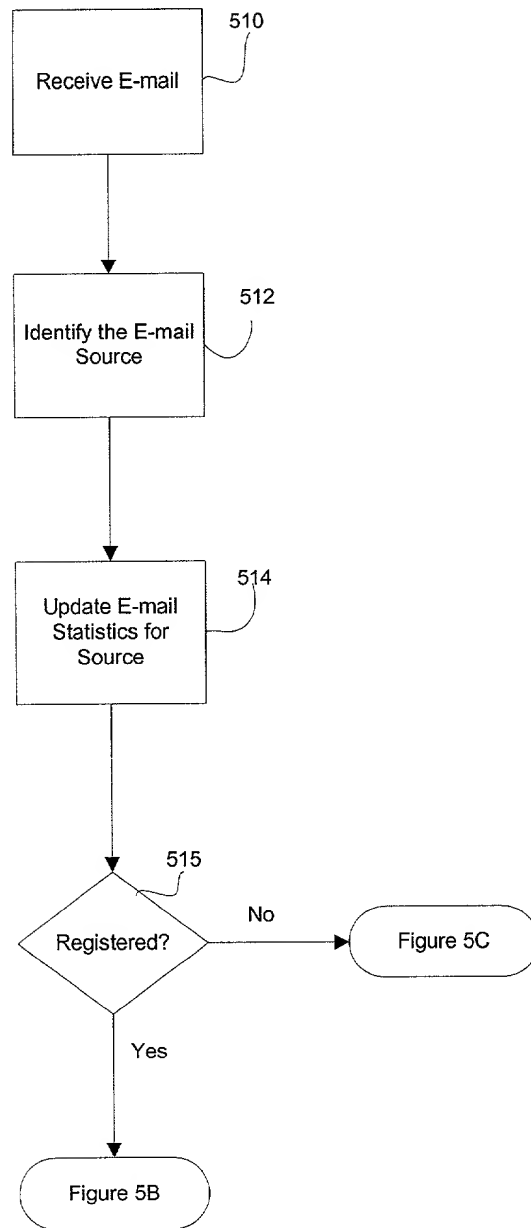 510
Receive E-mail
512
Identify the E-mail
Source
514
Update E-mail
Statistics for
Source
515
Registered?
No
Figure 5C
Yes
Figure 5B